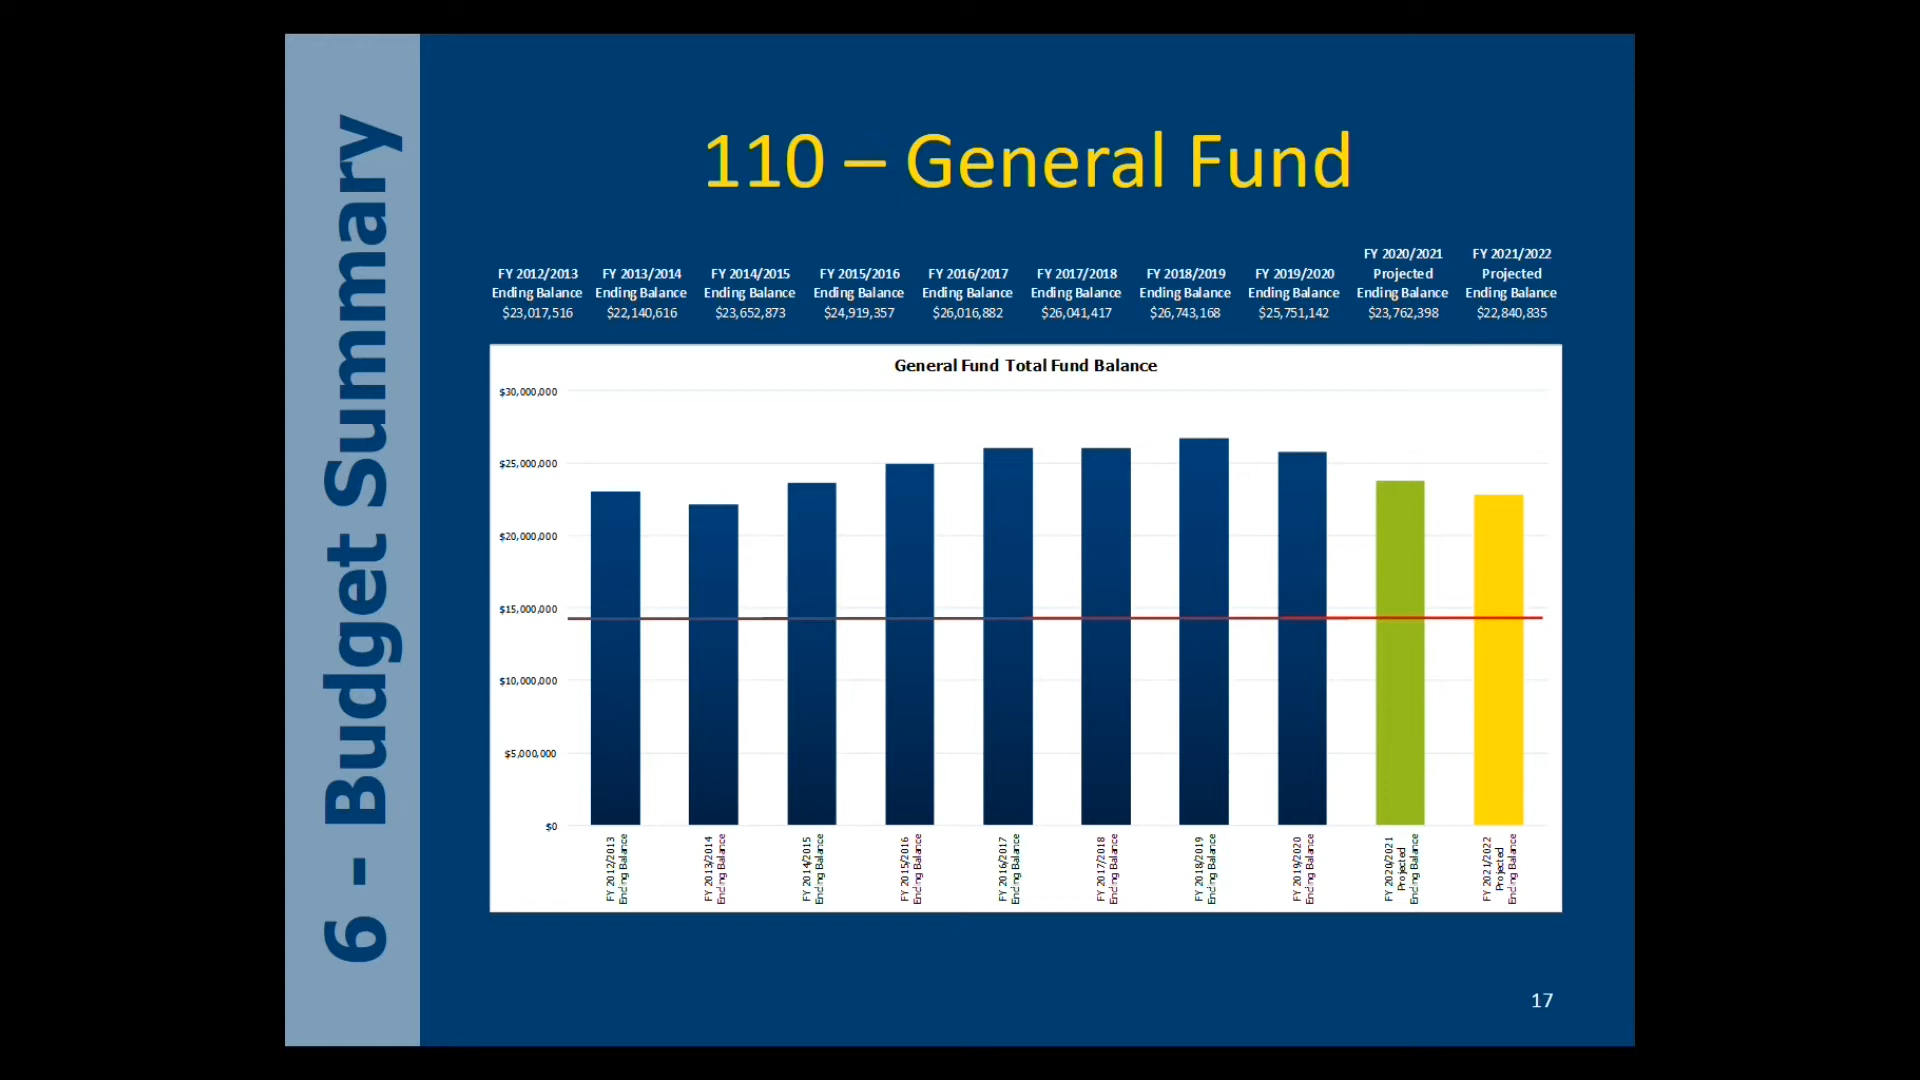 6 - Budget Summary
110 – General Fund
FY 2012/2013 Ending Balance $23,017,516
FY 2013/2014 Ending Balance $22,140,616
FY 2014/2015 Ending Balance $23,652,873
FY 2015/2016 Ending Balance $24,919,357
FY 2016/2017 Ending Balance $26,016,882
FY 2017/2018 Ending Balance $26,041,417
FY 2018/2019 Ending Balance $26,743,168
FY 2019/2020 Ending Balance $25,751,142
FY 2020/2021 Projected Ending Balance $23,762,398
FY 2021/2022 Projected Ending Balance $22,840,835
General Fund Total Fund Balance
$30,000,000
$25,000,000
$20,000,000
$15,000,000
$10,000,000
$5,000,000
$0
FY 2012/2013
Ending Balance
FY 2013/2014
Ending Balance
FY 2014/2015
Ending Balance
FY 2015/2016
Ending Balance
FY 2016/2017
Ending Balance
FY 2017/2018
Ending Balance
FY 2018/2019
Ending Balance
FY 2019/2020
Ending Balance
FY 2020/2021
Projected
Ending Balance
FY 2021/2022
Projected
Ending Balance
17